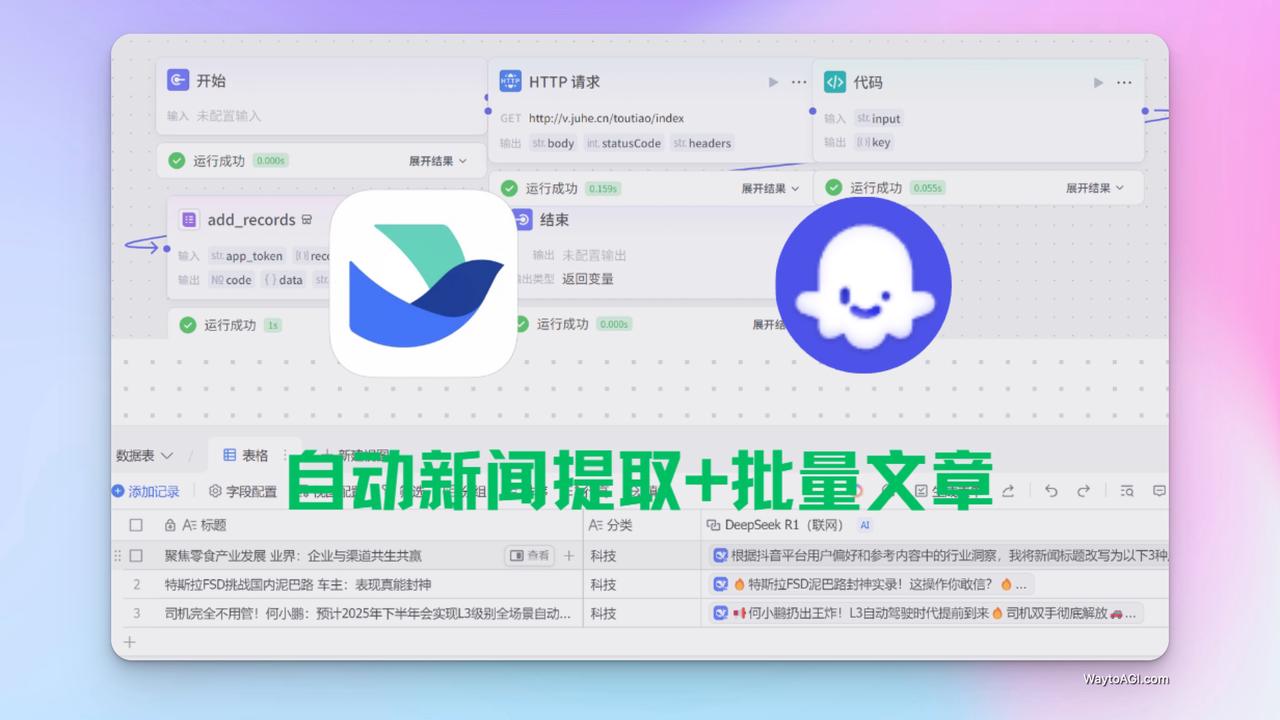 开始
输入 未配置输入
运行成功 0.000s 展开结果
HTTP 请求
GET http://v.juhe.cn/toutiao/index
输出 str. body int. statusCode str. headers
运行成功 0.159s 展开结果
代码
输入 str. input
输出 [( )] key
运行成功 0.055s 展开结果
add_records
输入 str. app_token
输出 NO code { } data str.
运行成功 1s
结束
输出 未配置输出
返回变量
运行成功 0.000s 展开
自动新闻提取+批量文章
数据表 表格
添加记录 字段配置
A 标题 A 分类 DeepSeek R1（联网） AI
聚焦零食产业发展 业界：企业与渠道共生共赢 查看 科技 根据抖音平台用户偏好和参考内容中的行业洞察，我将新闻标题改写为以下3种
2 特斯拉FSD挑战国内泥巴路 车主：表现真能封神 科技 🔥特斯拉FSD泥巴路封神实录！这操作你敢信？🔥...
3 司机完全不用管！何小鹏：预计2025年下半年会实现L3级别全场景自动... 科技 📢何小鹏扔出王炸！L3自动驾驶时代提前到来🔥司机双手彻底解放🚗...
WaytoAGI.com